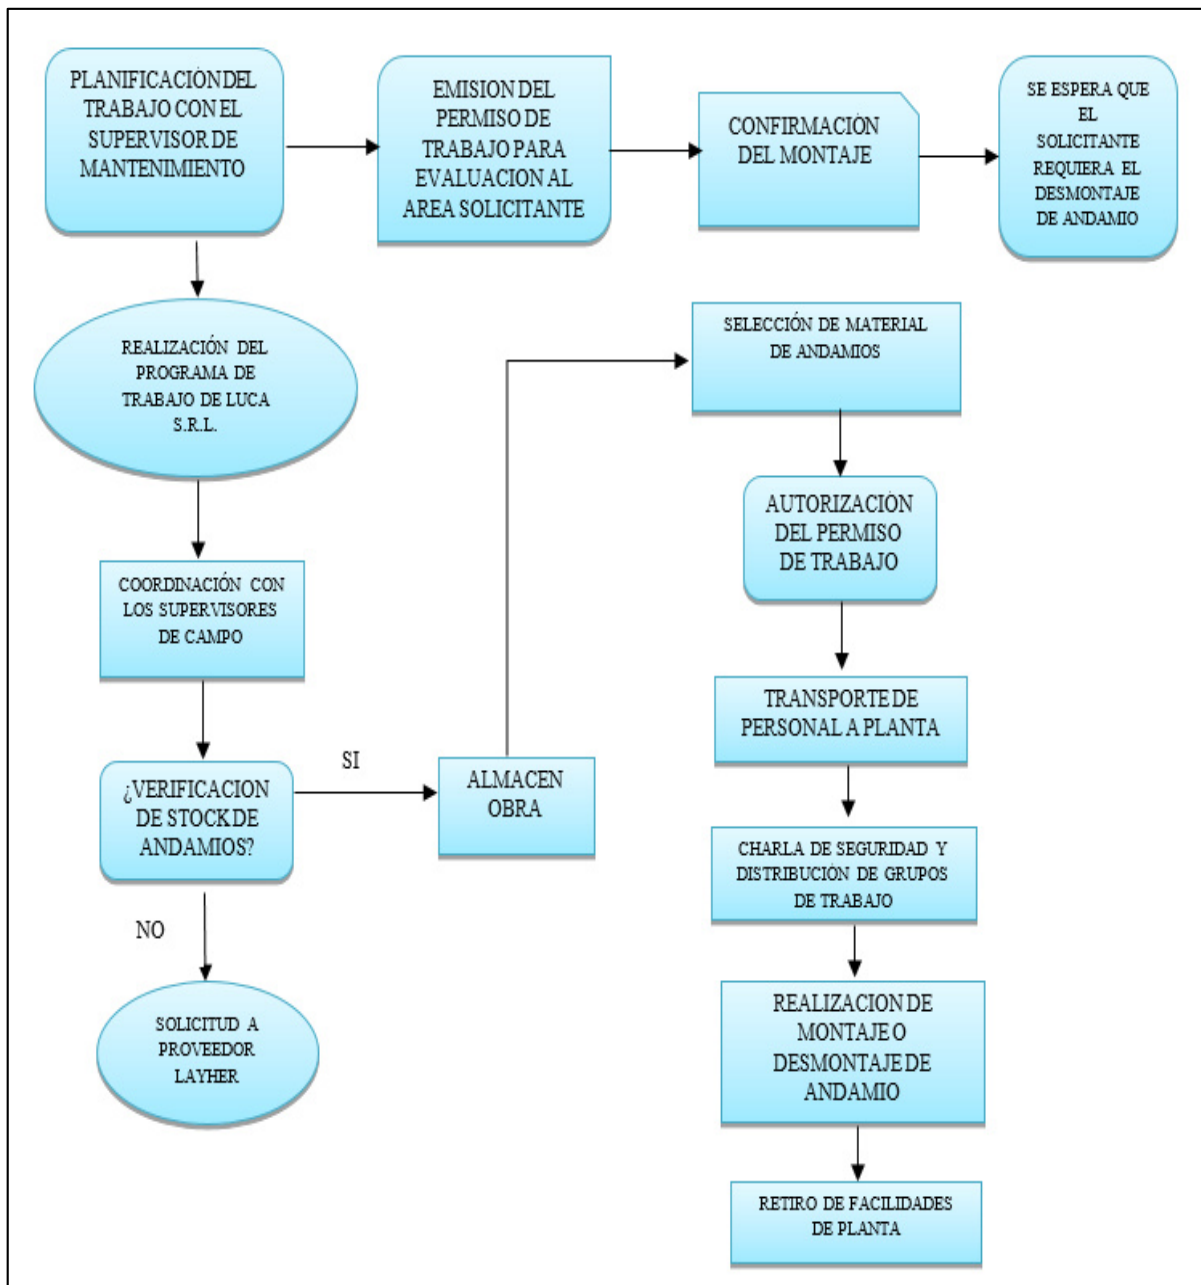 PLANIFICACIÓN DEL
TRABAJO CON EL
SUPERVISOR DE
MANTENIMIENTO
EMISION DEL
PERMISO DE
TRABAJO PARA
EVALUACION AL
AREA SOLICITANTE
CONFIRMACIÓN
DEL MONTAJE
SE ESPERA QUE
EL
SOLICITANTE
REQUIERA EL
DESMONTAJE
DE ANDAMIO
REALIZACIÓN DEL
PROGRAMA DE
TRABAJO DE LUCA
S.R.L.
COORDINACIÓN CON
LOS SUPERVISORES
DE CAMPO
¿VERIFICACION
DE STOCK DE
ANDAMIOS?
SI
NO
ALMACEN
OBRA
SOLICITUD A
PROVEEDOR
LAYHER
SELECCIÓN DE MATERIAL
DE ANDAMIOS
AUTORIZACIÓN
DEL PERMISO
DE TRABAJO
TRANSPORTE DE
PERSONAL A PLANTA
CHARLA DE SEGURIDAD Y
DISTRIBUCIÓN DE GRUPOS
DE TRABAJO
REALIZACION DE
MONTAJE O
DESMONTAJE DE
ANDAMIO
RETIRO DE FACILIDADES
DE PLANTA